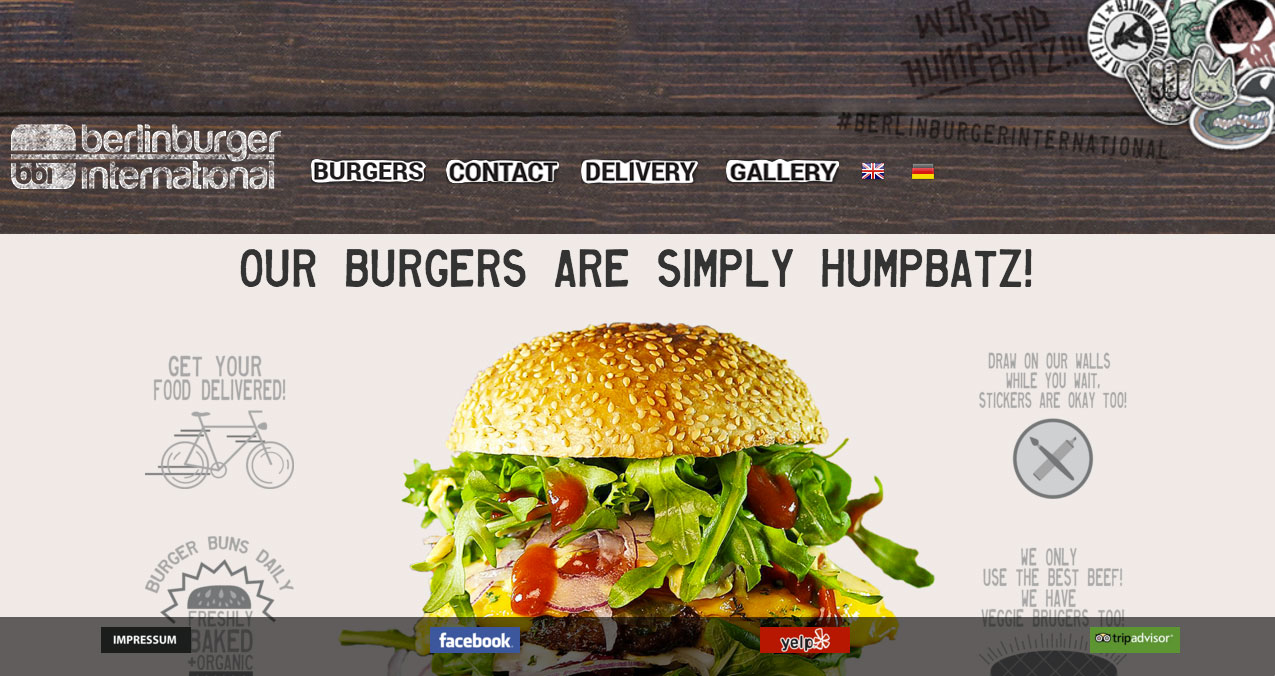 WIR
SIND
HUMPBATZ!!!
OFFICIAL
HUNTER
#BERLINBURGERINTERNATIONAL
berlinburger
bbi international
BURGERS CONTACT DELIVERY GALLERY
OUR BURGERS ARE SIMPLY HUMPBATZ!
GET YOUR
FOOD DELIVERED!
DRAW ON OUR WALLS
WHILE YOU WAIT,
STICKERS ARE OKAY TOO!
BURGER BUNS DAILY
FRESHLY
BAKED
+ORGANIC
WE ONLY
USE THE BEST BEEF!
WE HAVE
VEGGIE BRUGERS TOO!
IMPRESSUM facebook yelp tripadvisor